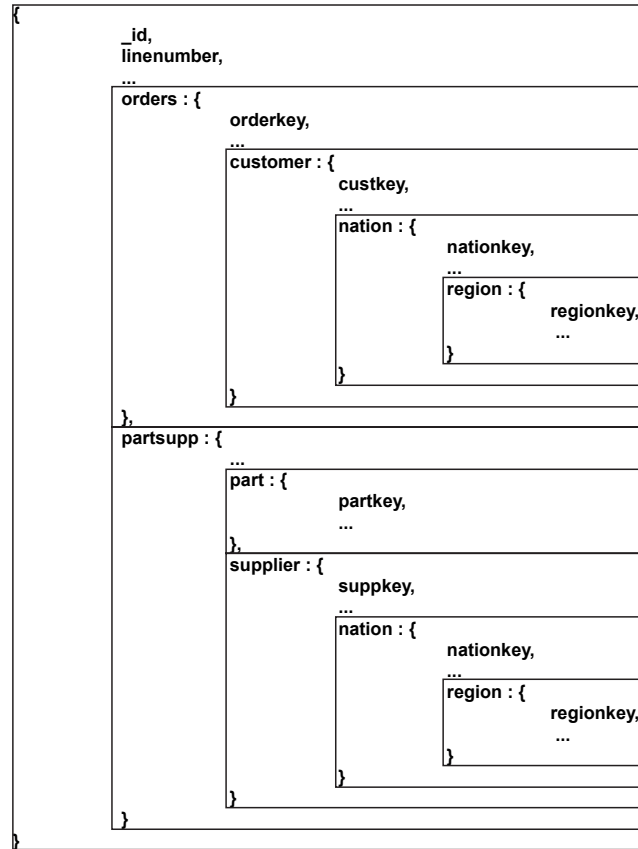 {
_id,
linenumber,
...
orders : {
orderkey,
...
customer : {
custkey,
...
nation : {
nationkey,
...
region : {
regionkey,
...
}
}
}
},
partsupp : {
...
part : {
partkey,
...
},
supplier : {
suppkey,
...
nation : {
nationkey,
...
region : {
regionkey,
...
}
}
}
}
}